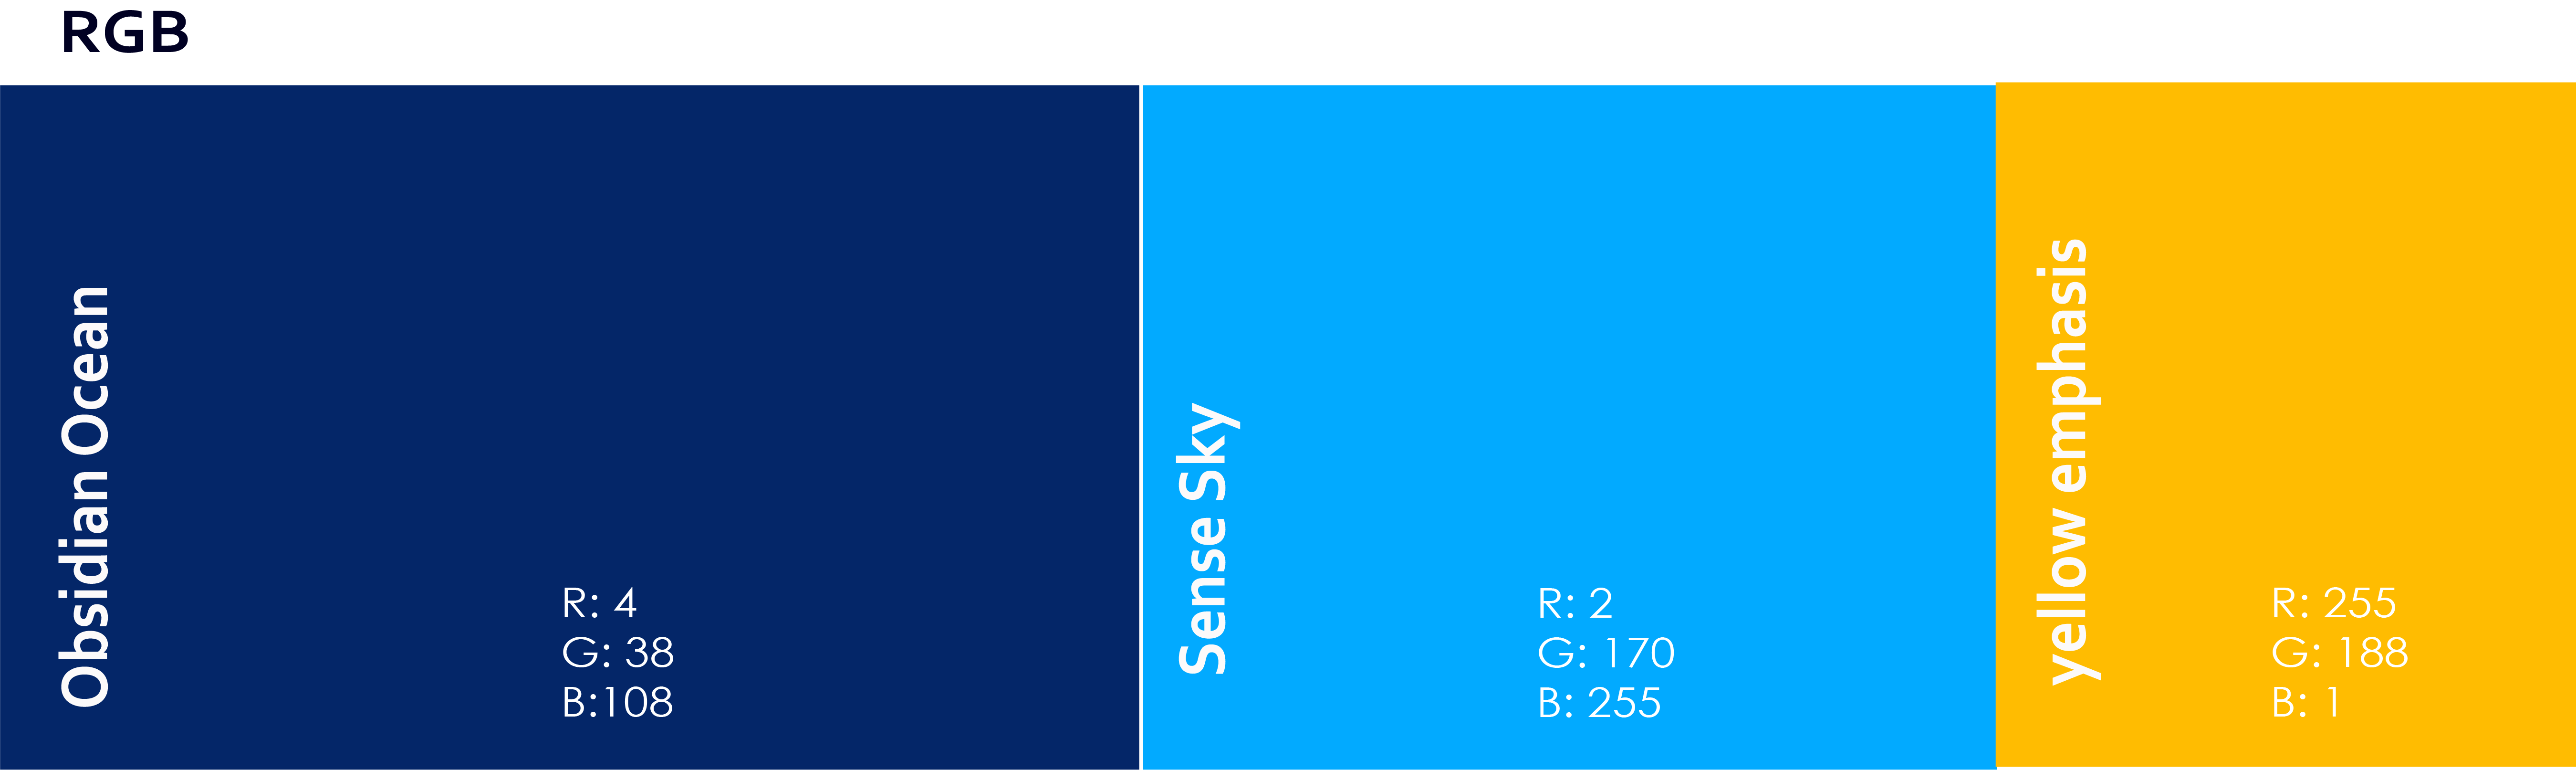 RGB
Obsidian Ocean
R: 4
G: 38
B:108
Sense Sky
R: 2
G: 170
B: 255
yellow emphasis
R: 255
G: 188
B: 1